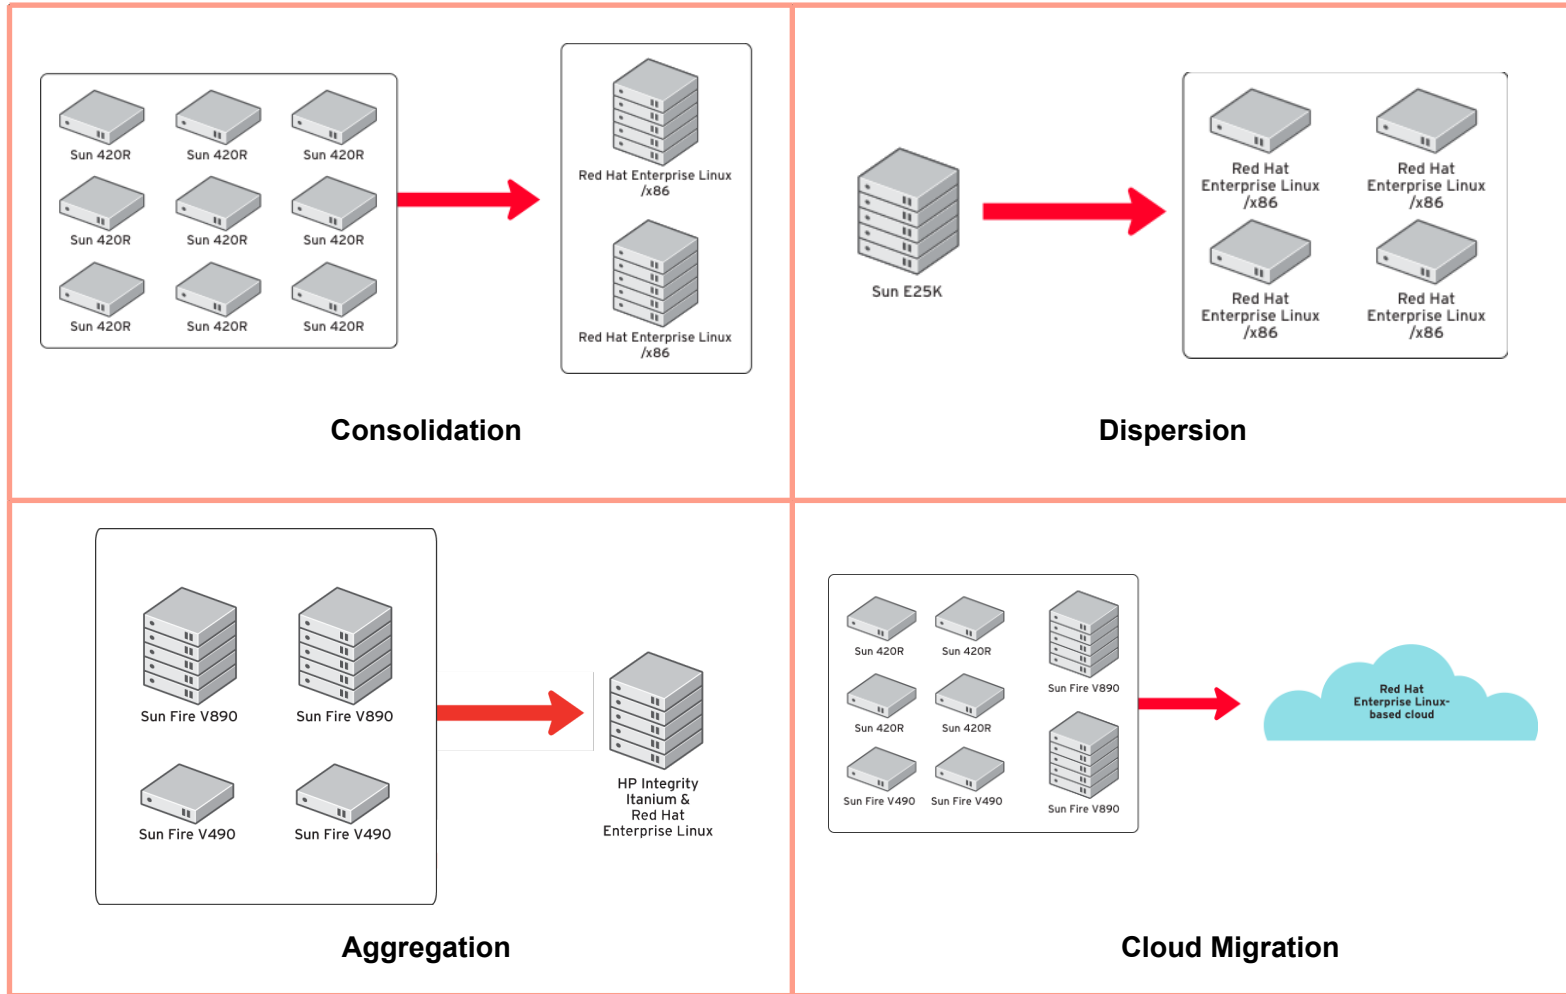 Sun 420R
Sun 420R
Sun 420R
Sun 420R
Sun 420R
Sun 420R
Sun 420R
Sun 420R
Sun 420R
Red Hat Enterprise Linux
/x86
Red Hat Enterprise Linux
/x86
Consolidation
Sun E25K
Red Hat
Enterprise Linux
/x86
Red Hat
Enterprise Linux
/x86
Red Hat
Enterprise Linux
/x86
Red Hat
Enterprise Linux
/x86
Dispersion
Sun Fire V890
Sun Fire V890
Sun Fire V490
Sun Fire V490
HP Integrity
Itanium &
Red Hat
Enterprise Linux
Aggregation
Sun 420R
Sun 420R
Sun Fire V890
Sun 420R
Sun 420R
Sun Fire V490
Sun Fire V490
Sun Fire V890
Red Hat
Enterprise Linux-
based cloud
Cloud Migration